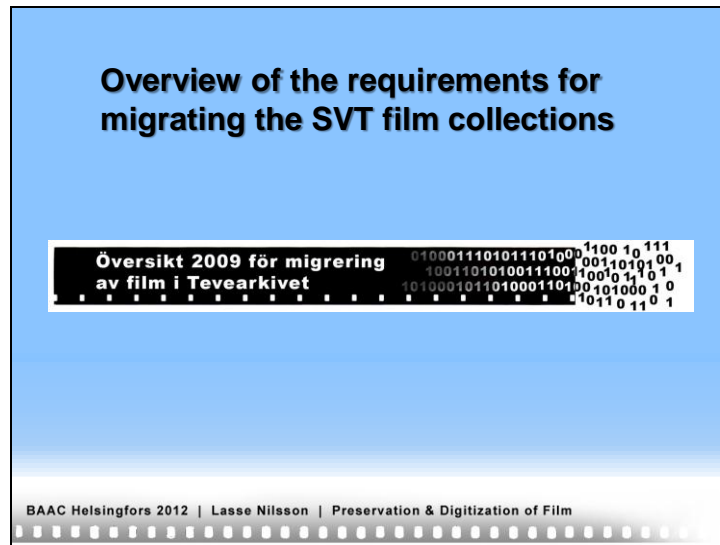 Overview of the requirements for
migrating the SVT film collections
Översikt 2009 för migrering
av film i Tevearkivet
BAAC Helsingfors 2012 | Lasse Nilsson | Preservation & Digitization of Film